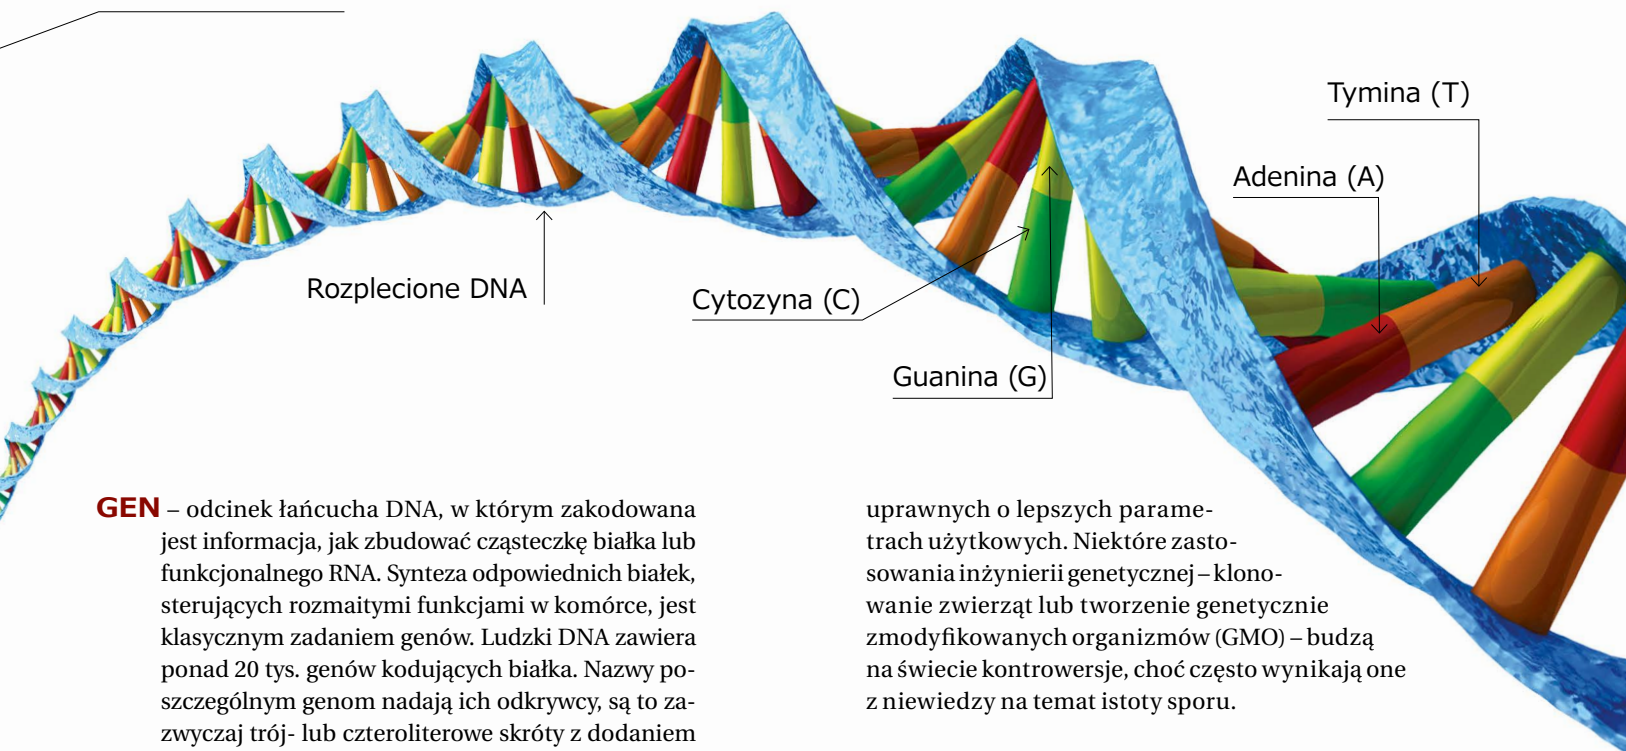 Tymina (T)
Adenina (A)
Rozplecione DNA
Cytozyna (C)
Guanina (G)
GEN – odcinek łańcucha DNA, w którym zakodowana
jest informacja, jak zbudować cząsteczkę białka lub
funkcjonalnego RNA. Synteza odpowiednich białek,
sterujących rozmaitymi funkcjami w komórce, jest
klasycznym zadaniem genów. Ludzki DNA zawiera
ponad 20 tys. genów kodujących białka. Nazwy po-
szczególnym genom nadają ich odkrywcy, są to za-
zwyczaj trój- lub czteroliterowe skróty z dodaniem
uprawnych o lepszych parame-
trach użytkowych. Niektóre zasto-
sowania inżynierii genetycznej – klono-
wanie zwierząt lub tworzenie genetycznie
zmodyfikowanych organizmów (GMO) – budzą
na świecie kontrowersje, choć często wynikają one
z niewiedzy na temat istoty sporu.